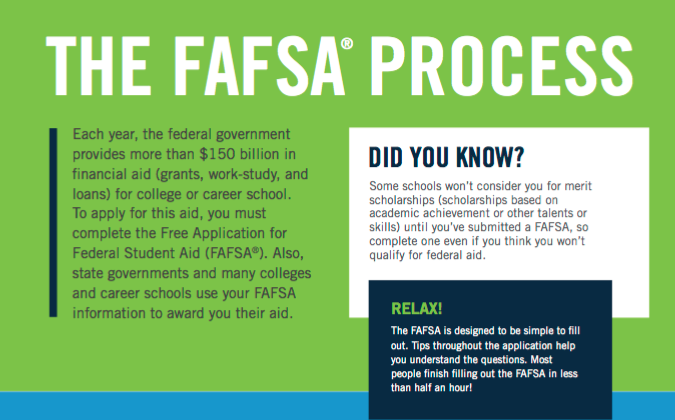 THE FAFSA® PROCESS
Each year, the federal government
provides more than $150 billion in
financial aid (grants, work-study, and
loans) for college or career school.
To apply for this aid, you must
complete the Free Application for
Federal Student Aid (FAFSA®). Also,
state governments and many colleges
and career schools use your FAFSA
information to award you their aid.
DID YOU KNOW?
Some schools won’t consider you for merit
scholarships (scholarships based on
academic achievement or other talents or
skills) until you’ve submitted a FAFSA, so
complete one even if you think you won’t
qualify for federal aid.
RELAX!
The FAFSA is designed to be simple to fill
out. Tips throughout the application help
you understand the questions. Most
people finish filling out the FAFSA in less
than half an hour!